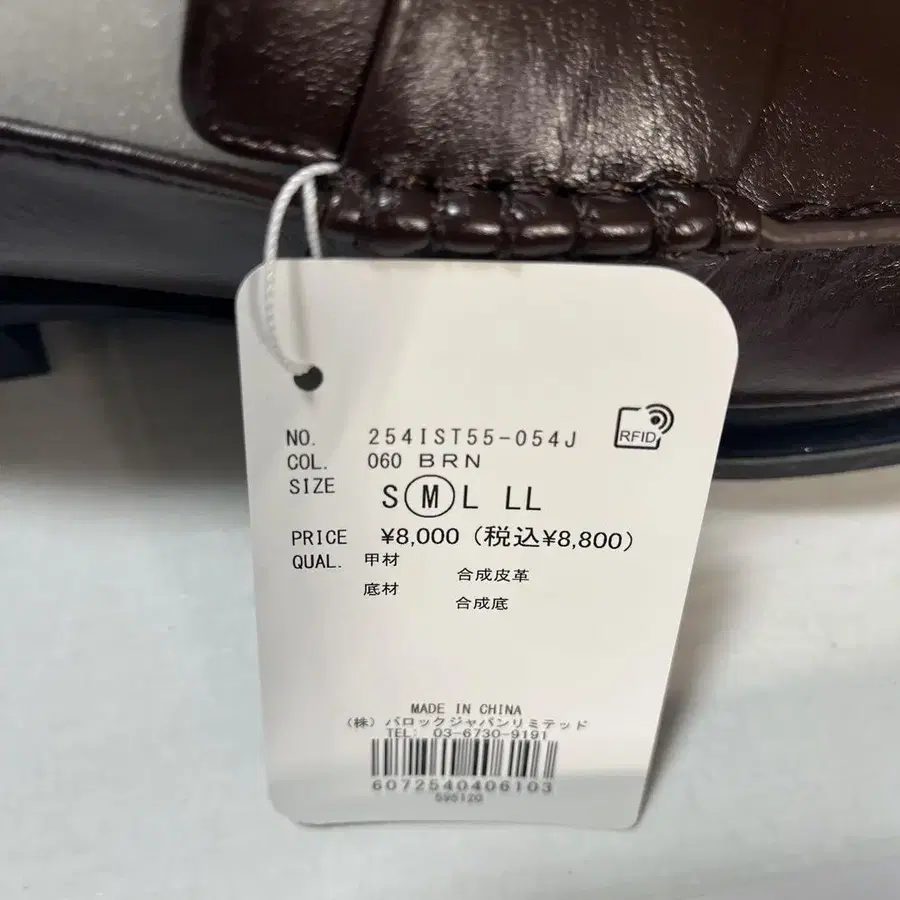 NO. 254IST55-054J
RFID
COL. 060 BRN
SIZE S M L LL
PRICE ¥8,000 (税込¥8,800)
QUAL. 甲材 合成皮革
底材 合成底
MADE IN CHINA
(株) バロックジャパンリミテッド
TEL: 03-6730-9191
6072540406103
595120